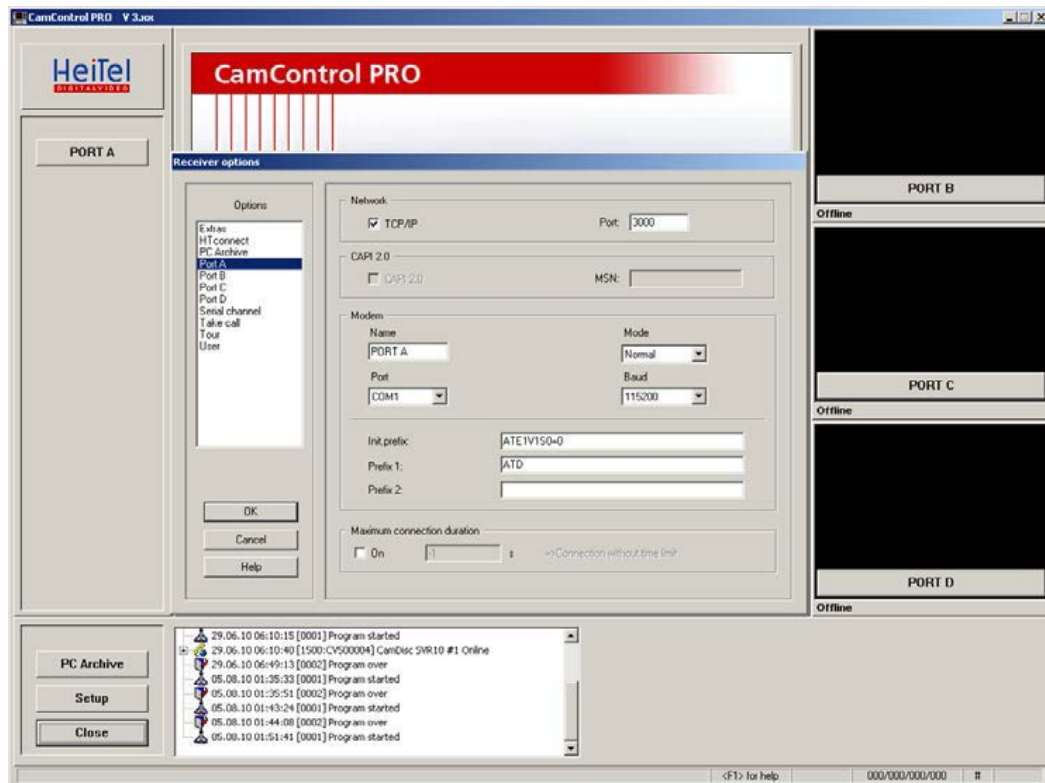 CamControl PRO V 3.xx
HeiTel
DIGITALVIDEO
PORT A
CamControl PRO
Receiver options
Options
Extras
HTconnect
PC Archive
Port A
Port B
Port C
Port D
Serial channel
Take call
Tour
User
OK
Cancel
Help
Network
TCP/IP
Port: 3000
CAPI 2.0
CAPI 2.0
MSN:
Modem
Name
PORT A
Mode
Normal
Port
COM1
Baud
115200
Init.prefix: ATE1V1S0=0
Prefix 1: ATD
Prefix 2:
Maximum connection duration
On -1 s =>Connection without time limit
PORT B
Offline
PORT C
Offline
PORT D
Offline
PC Archive
Setup
Close
29.06.10 06:10:15 [0001] Program started
29.06.10 06:10:40 [1S00:CVS00004] CamDisc SVR10 #1 Online
29.06.10 06:49:13 [0002] Program over
05.08.10 01:35:33 [0001] Program started
05.08.10 01:35:51 [0002] Program over
05.08.10 01:43:24 [0001] Program started
05.08.10 01:44:08 [0002] Program over
05.08.10 01:51:41 [0001] Program started
<F1> for help
000/000/000/000
#